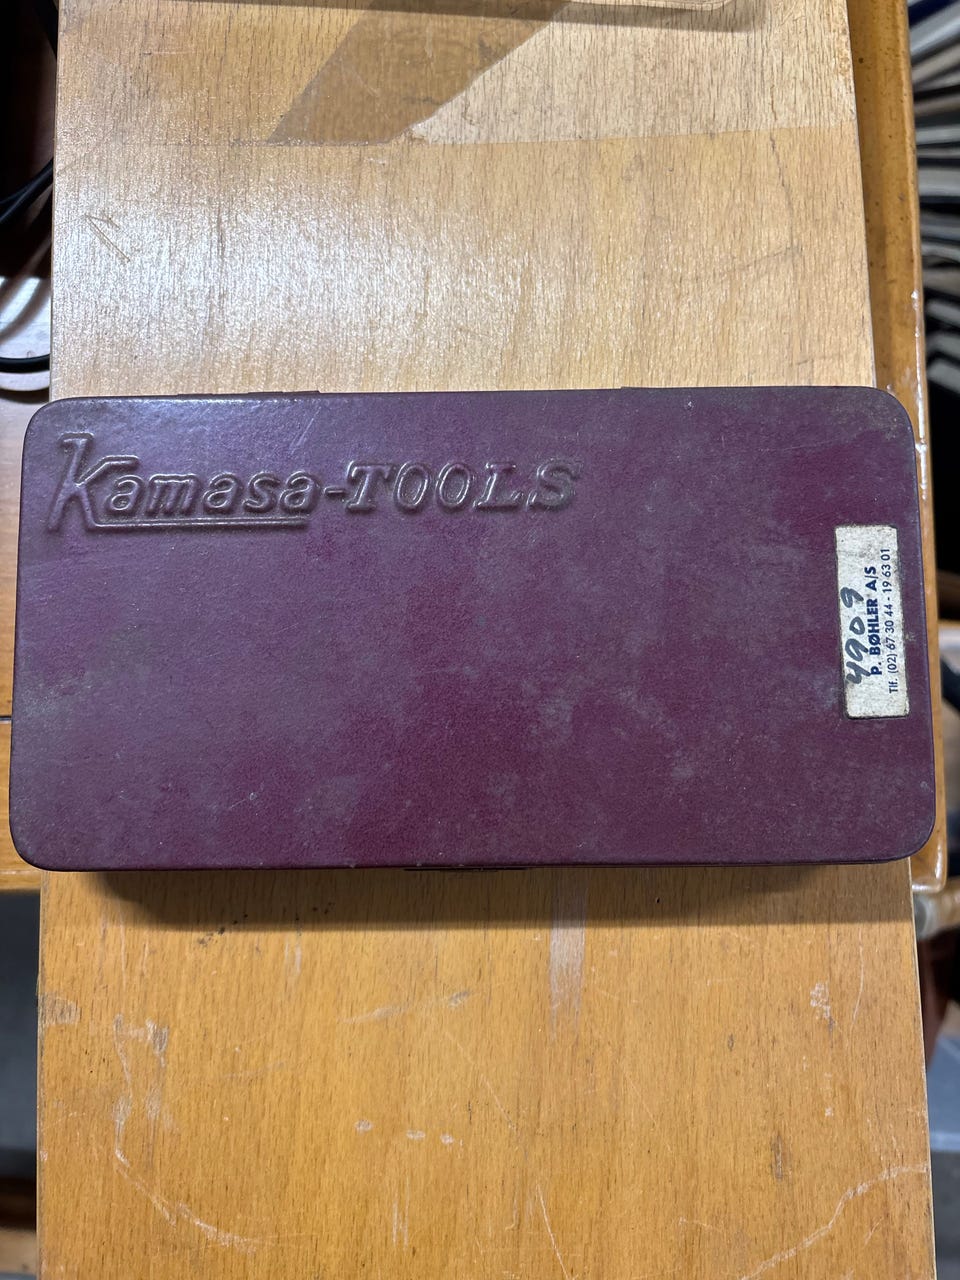 Kamasa-TOOLS
4909
P. BØHLER A/S
Tlf. (02) 67 30 44 - 19 63 01